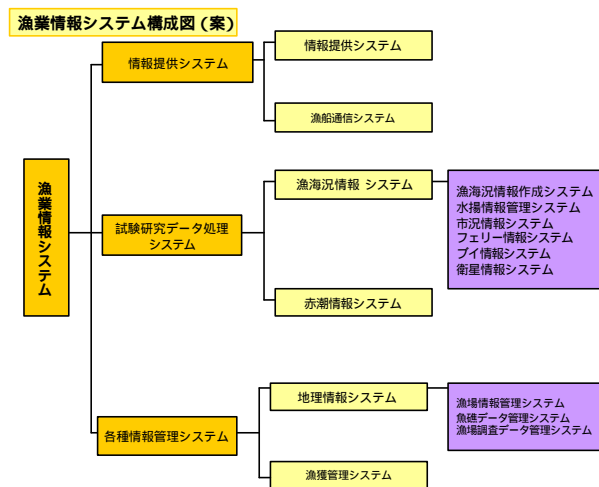 漁業情報システム構成図(案)
漁業情報システム
情報提供システム
情報提供システム
漁船通信システム
試験研究データ処理
システム
漁海況情報 システム
漁海況情報作成システム
水揚情報管理システム
市況情報システム
フェリー情報システム
ブイ情報システム
衛星情報システム
赤潮情報システム
各種情報管理システム
地理情報システム
漁場情報管理システム
魚礁データ管理システム
漁場調査データ管理システム
漁獲管理システム